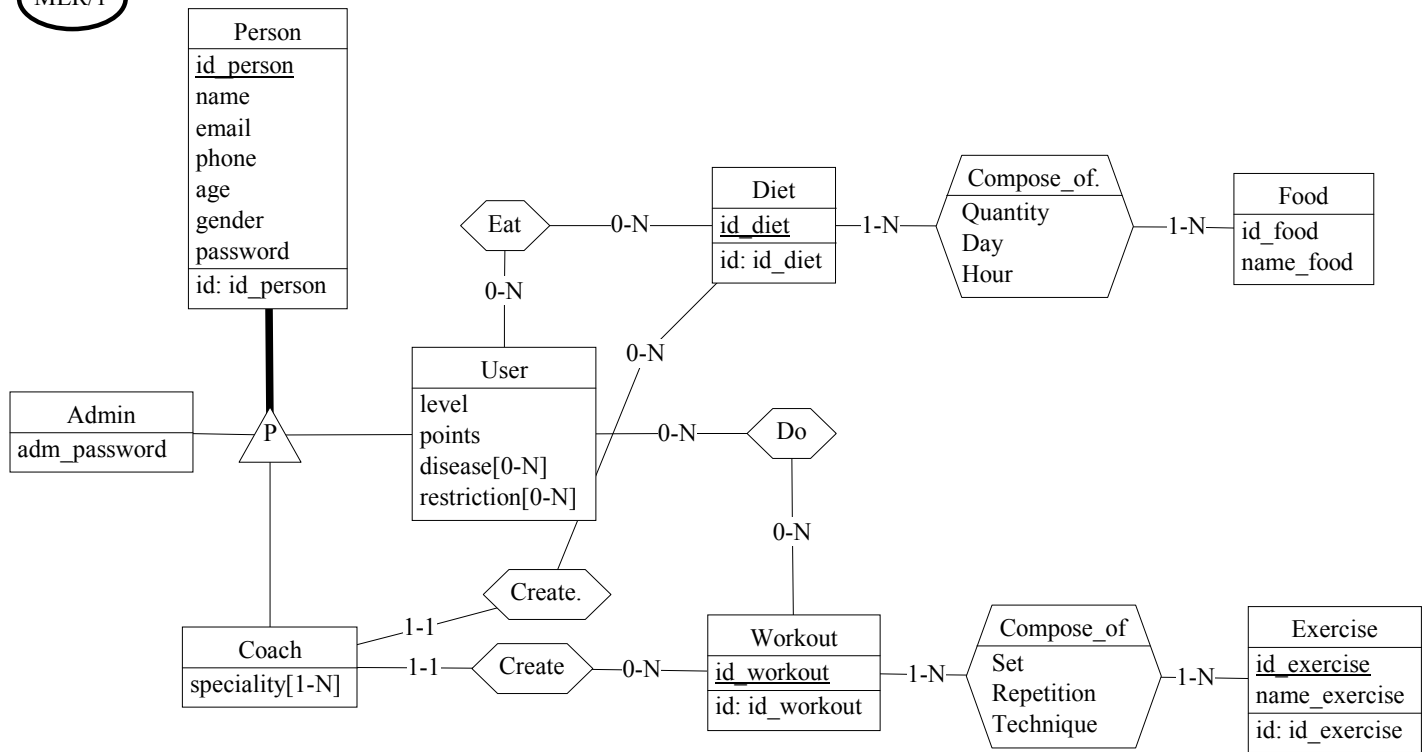 MER/1
Person
id_person
name
email
phone
age
gender
password
id: id_person
Admin
adm_password
P
User
level
points
disease[0-N]
restriction[0-N]
Coach
speciality[1-N]
Eat
0-N
0-N
Diet
id_diet
id: id_diet
1-N
Compose_of.
Quantity
Day
Hour
1-N
Food
id_food
name_food
0-N
Create.
1-1
0-N
Do
0-N
1-1
Create
0-N
Workout
id_workout
id: id_workout
1-N
Compose_of
Set
Repetition
Technique
1-N
Exercise
id_exercise
name_exercise
id: id_exercise